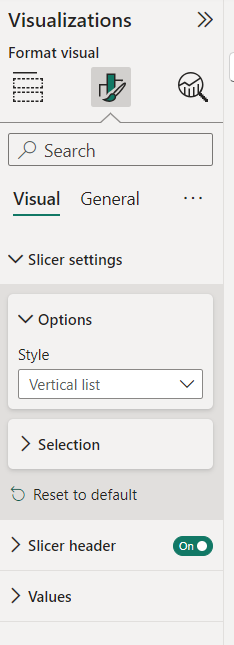 Visualizations
Format visual
Search
Visual General ...
Slicer settings
Options
Style
Vertical list
Selection
Reset to default
Slicer header On
Values